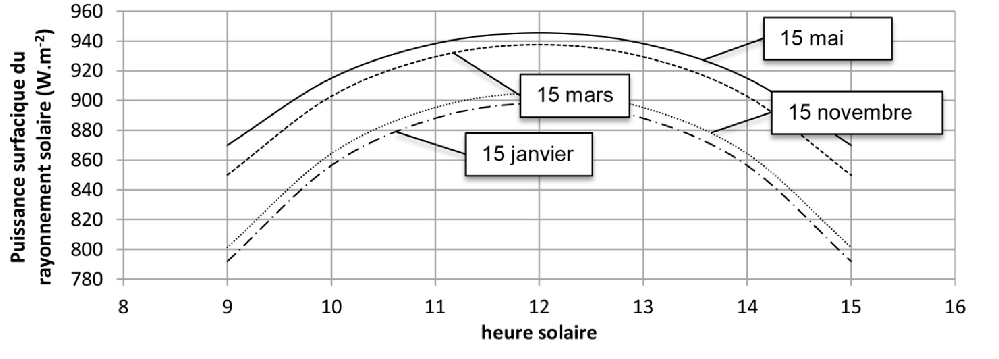 Puissance surfacique du
rayonnement solaire (W.m-2)
960
940
920
900
880
860
840
820
800
780
15 mai
15 mars
15 novembre
15 janvier
8 9 10 11 12 13 14 15 16
heure solaire